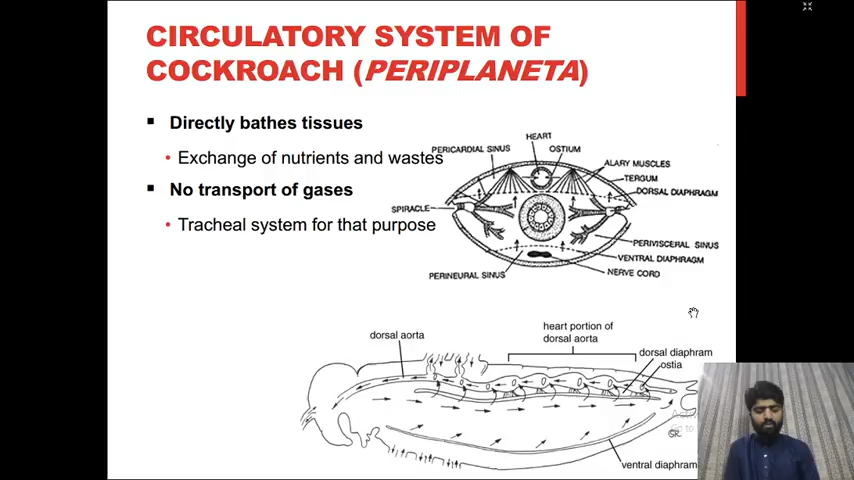 CIRCULATORY SYSTEM OF
COCKROACH (PERIPLANETA)
▪ Directly bathes tissues
• Exchange of nutrients and wastes
▪ No transport of gases
• Tracheal system for that purpose
HEART
PERICARDIAL SINUS
OSTIUM
ALARY MUSCLES
TERGUM
DORSAL DIAPHRAGM
SPIRACLE
PERIVISCERAL SINUS
VENTRAL DIAPHRAGM
PERINEURAL SINUS
NERVE CORD
heart portion of
dorsal aorta
dorsal aorta
dorsal diaphram
ostia
ventral diaphram